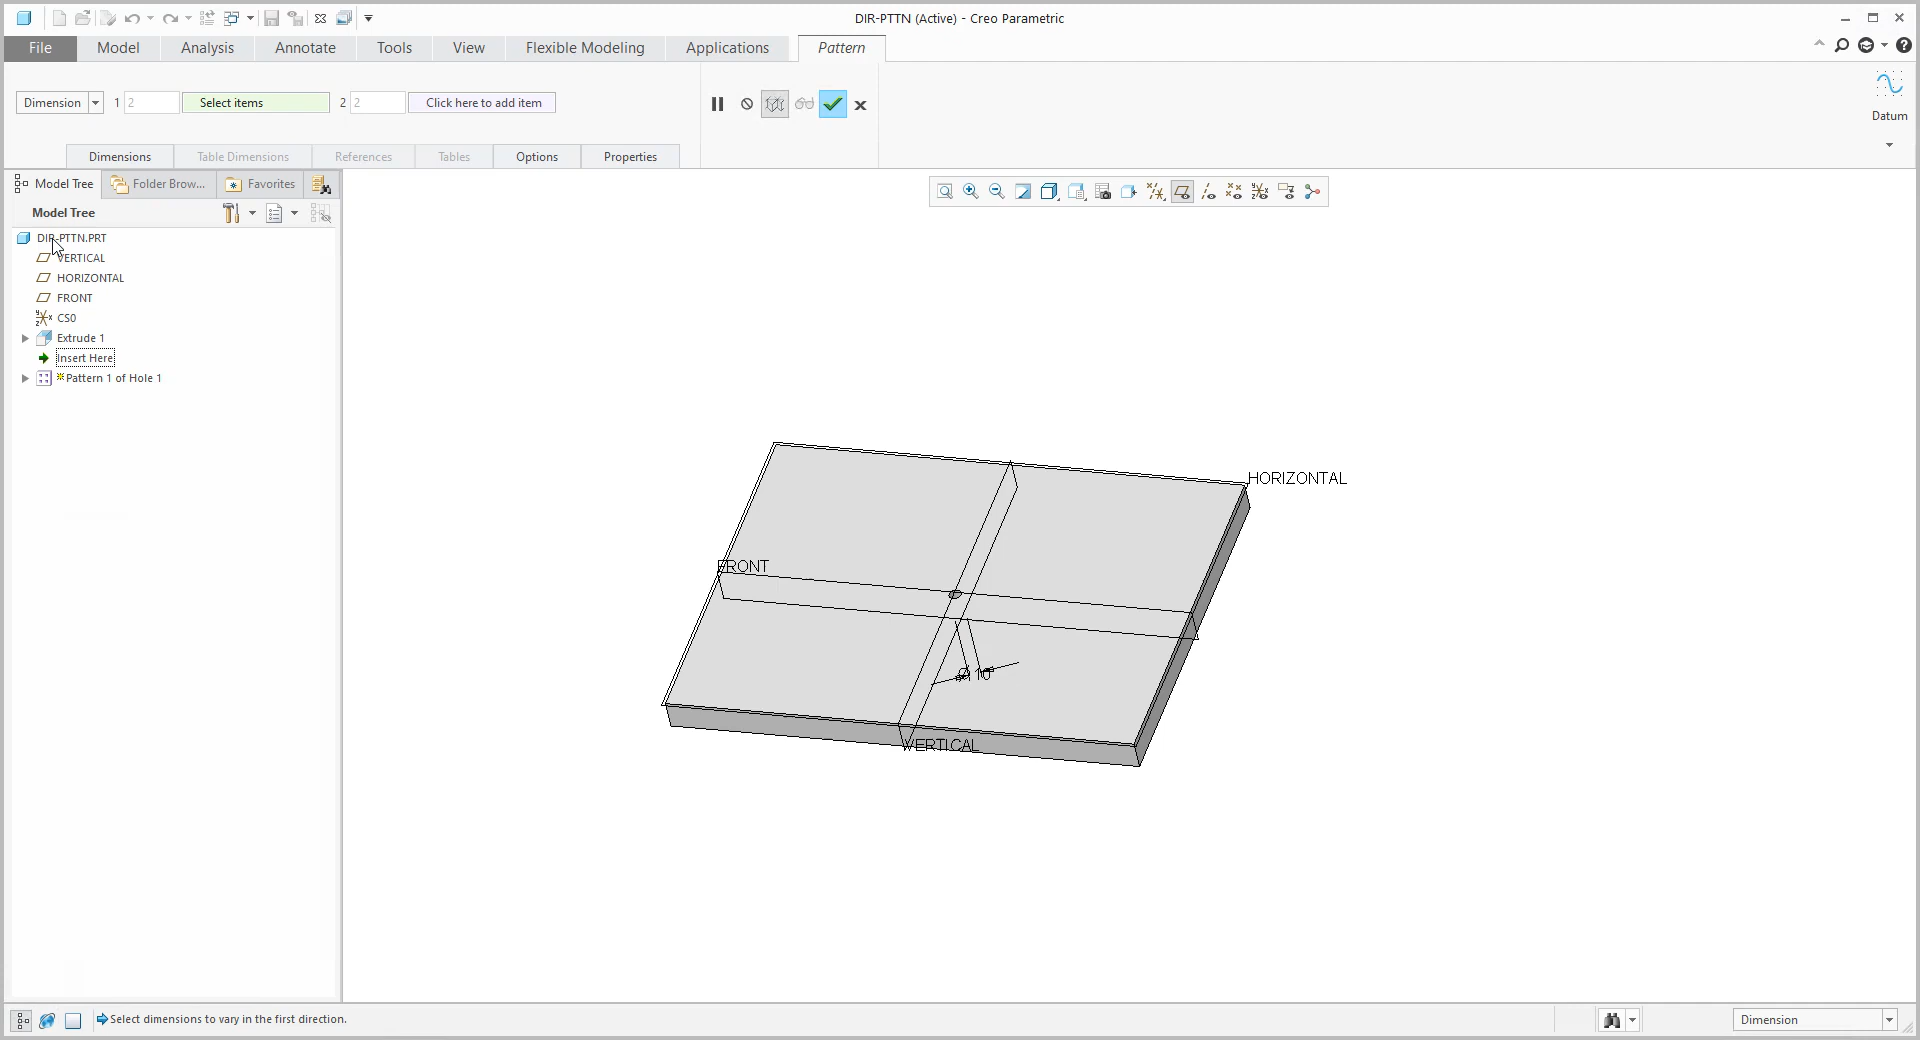 DIR-PTTN (Active) - Creo Parametric
File Model Analysis Annotate Tools View Flexible Modeling Applications Pattern
Dimension 1 2 Select items 2 2 Click here to add item
Datum
Dimensions Table Dimensions References Tables Options Properties
Model Tree Folder Brow... Favorites
Model Tree
DIR-PTTN.PRT
VERTICAL
HORIZONTAL
FRONT
CS0
Extrude 1
Insert Here
Pattern 1 of Hole 1
HORIZONTAL
FRONT
Ø 10
VERTICAL
Select dimensions to vary in the first direction.
Dimension